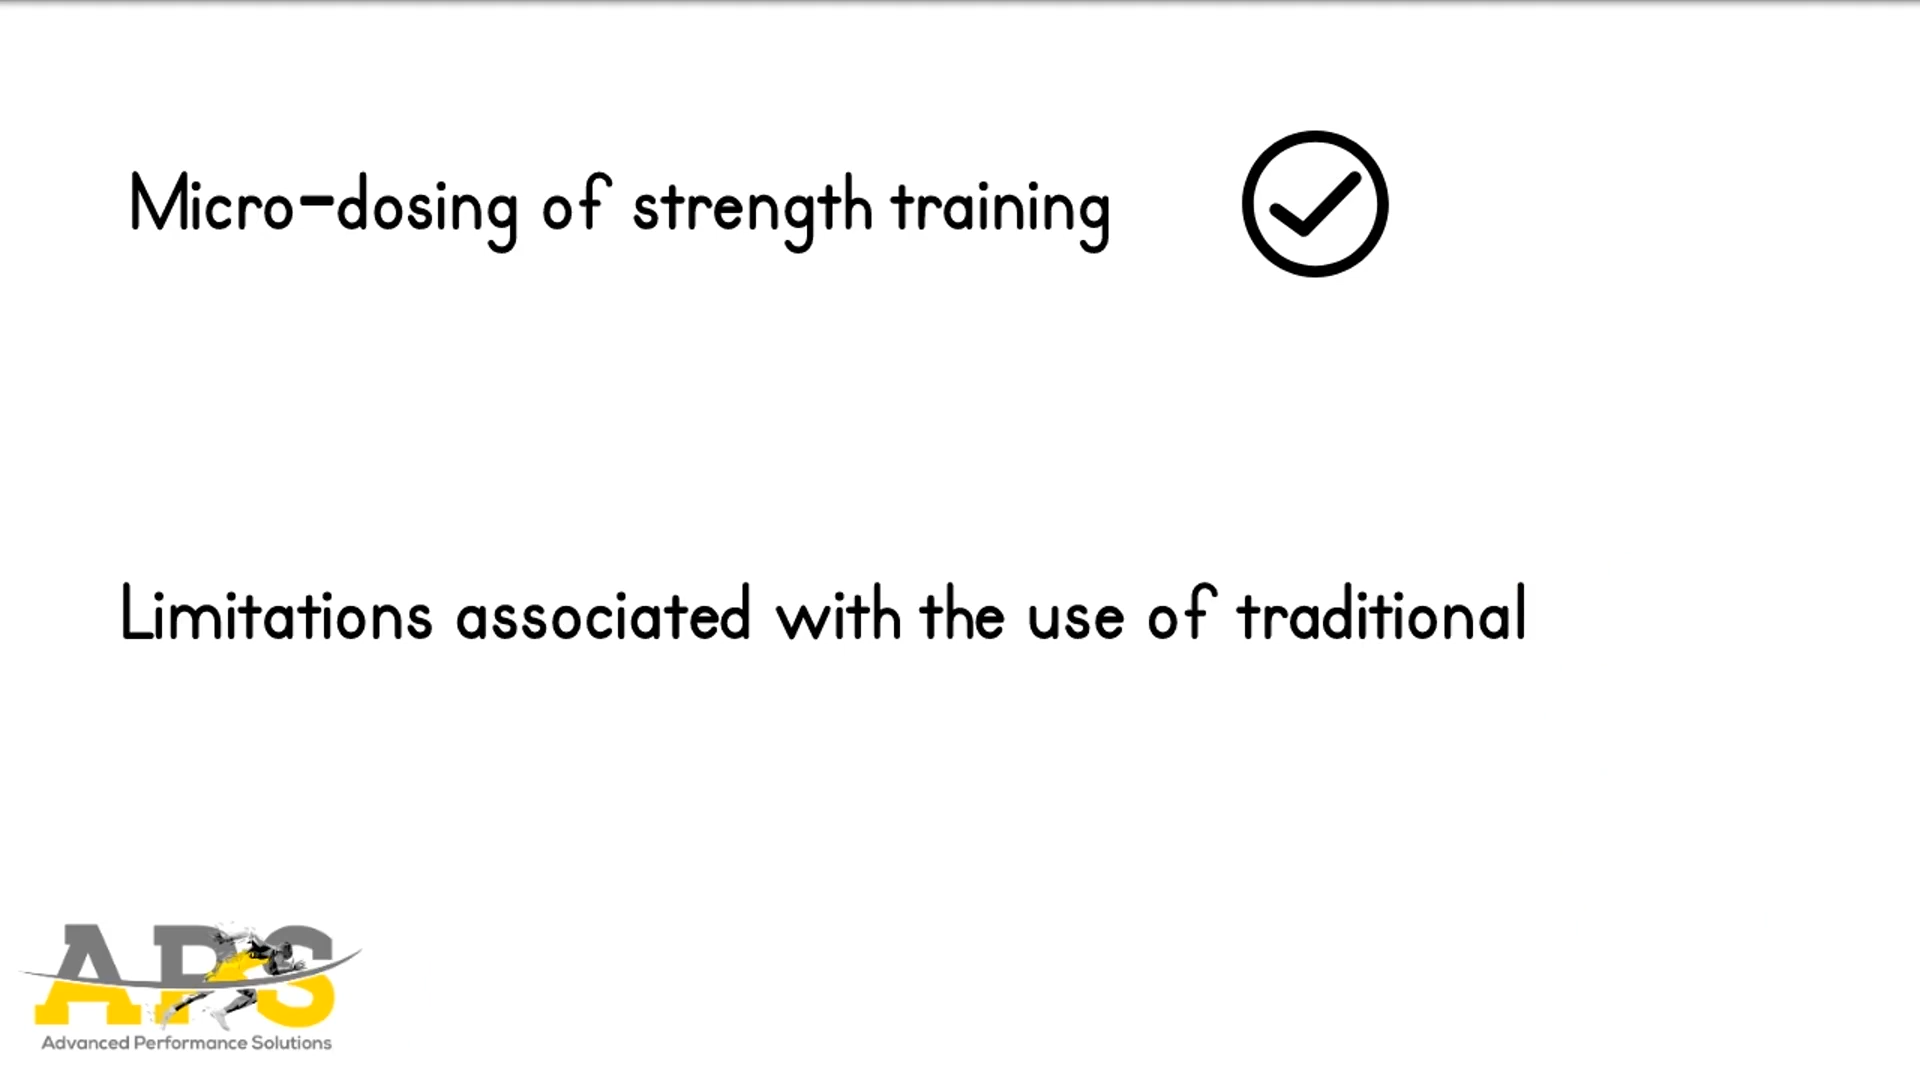 Micro-dosing of strength training
Limitations associated with the use of traditional
APS
Advanced Performance Solutions